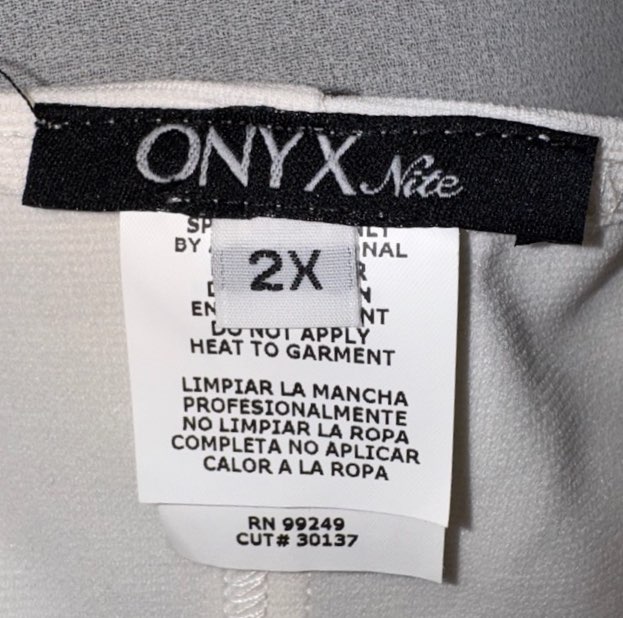 ONYX Nite
2X
BY
DO NOT APPLY
HEAT TO GARMENT
LIMPIAR LA MANCHA
PROFESIONALMENTE
NO LIMPIAR LA ROPA
COMPLETA NO APLICAR
CALOR A LA ROPA
RN 99249
CUT# 30137